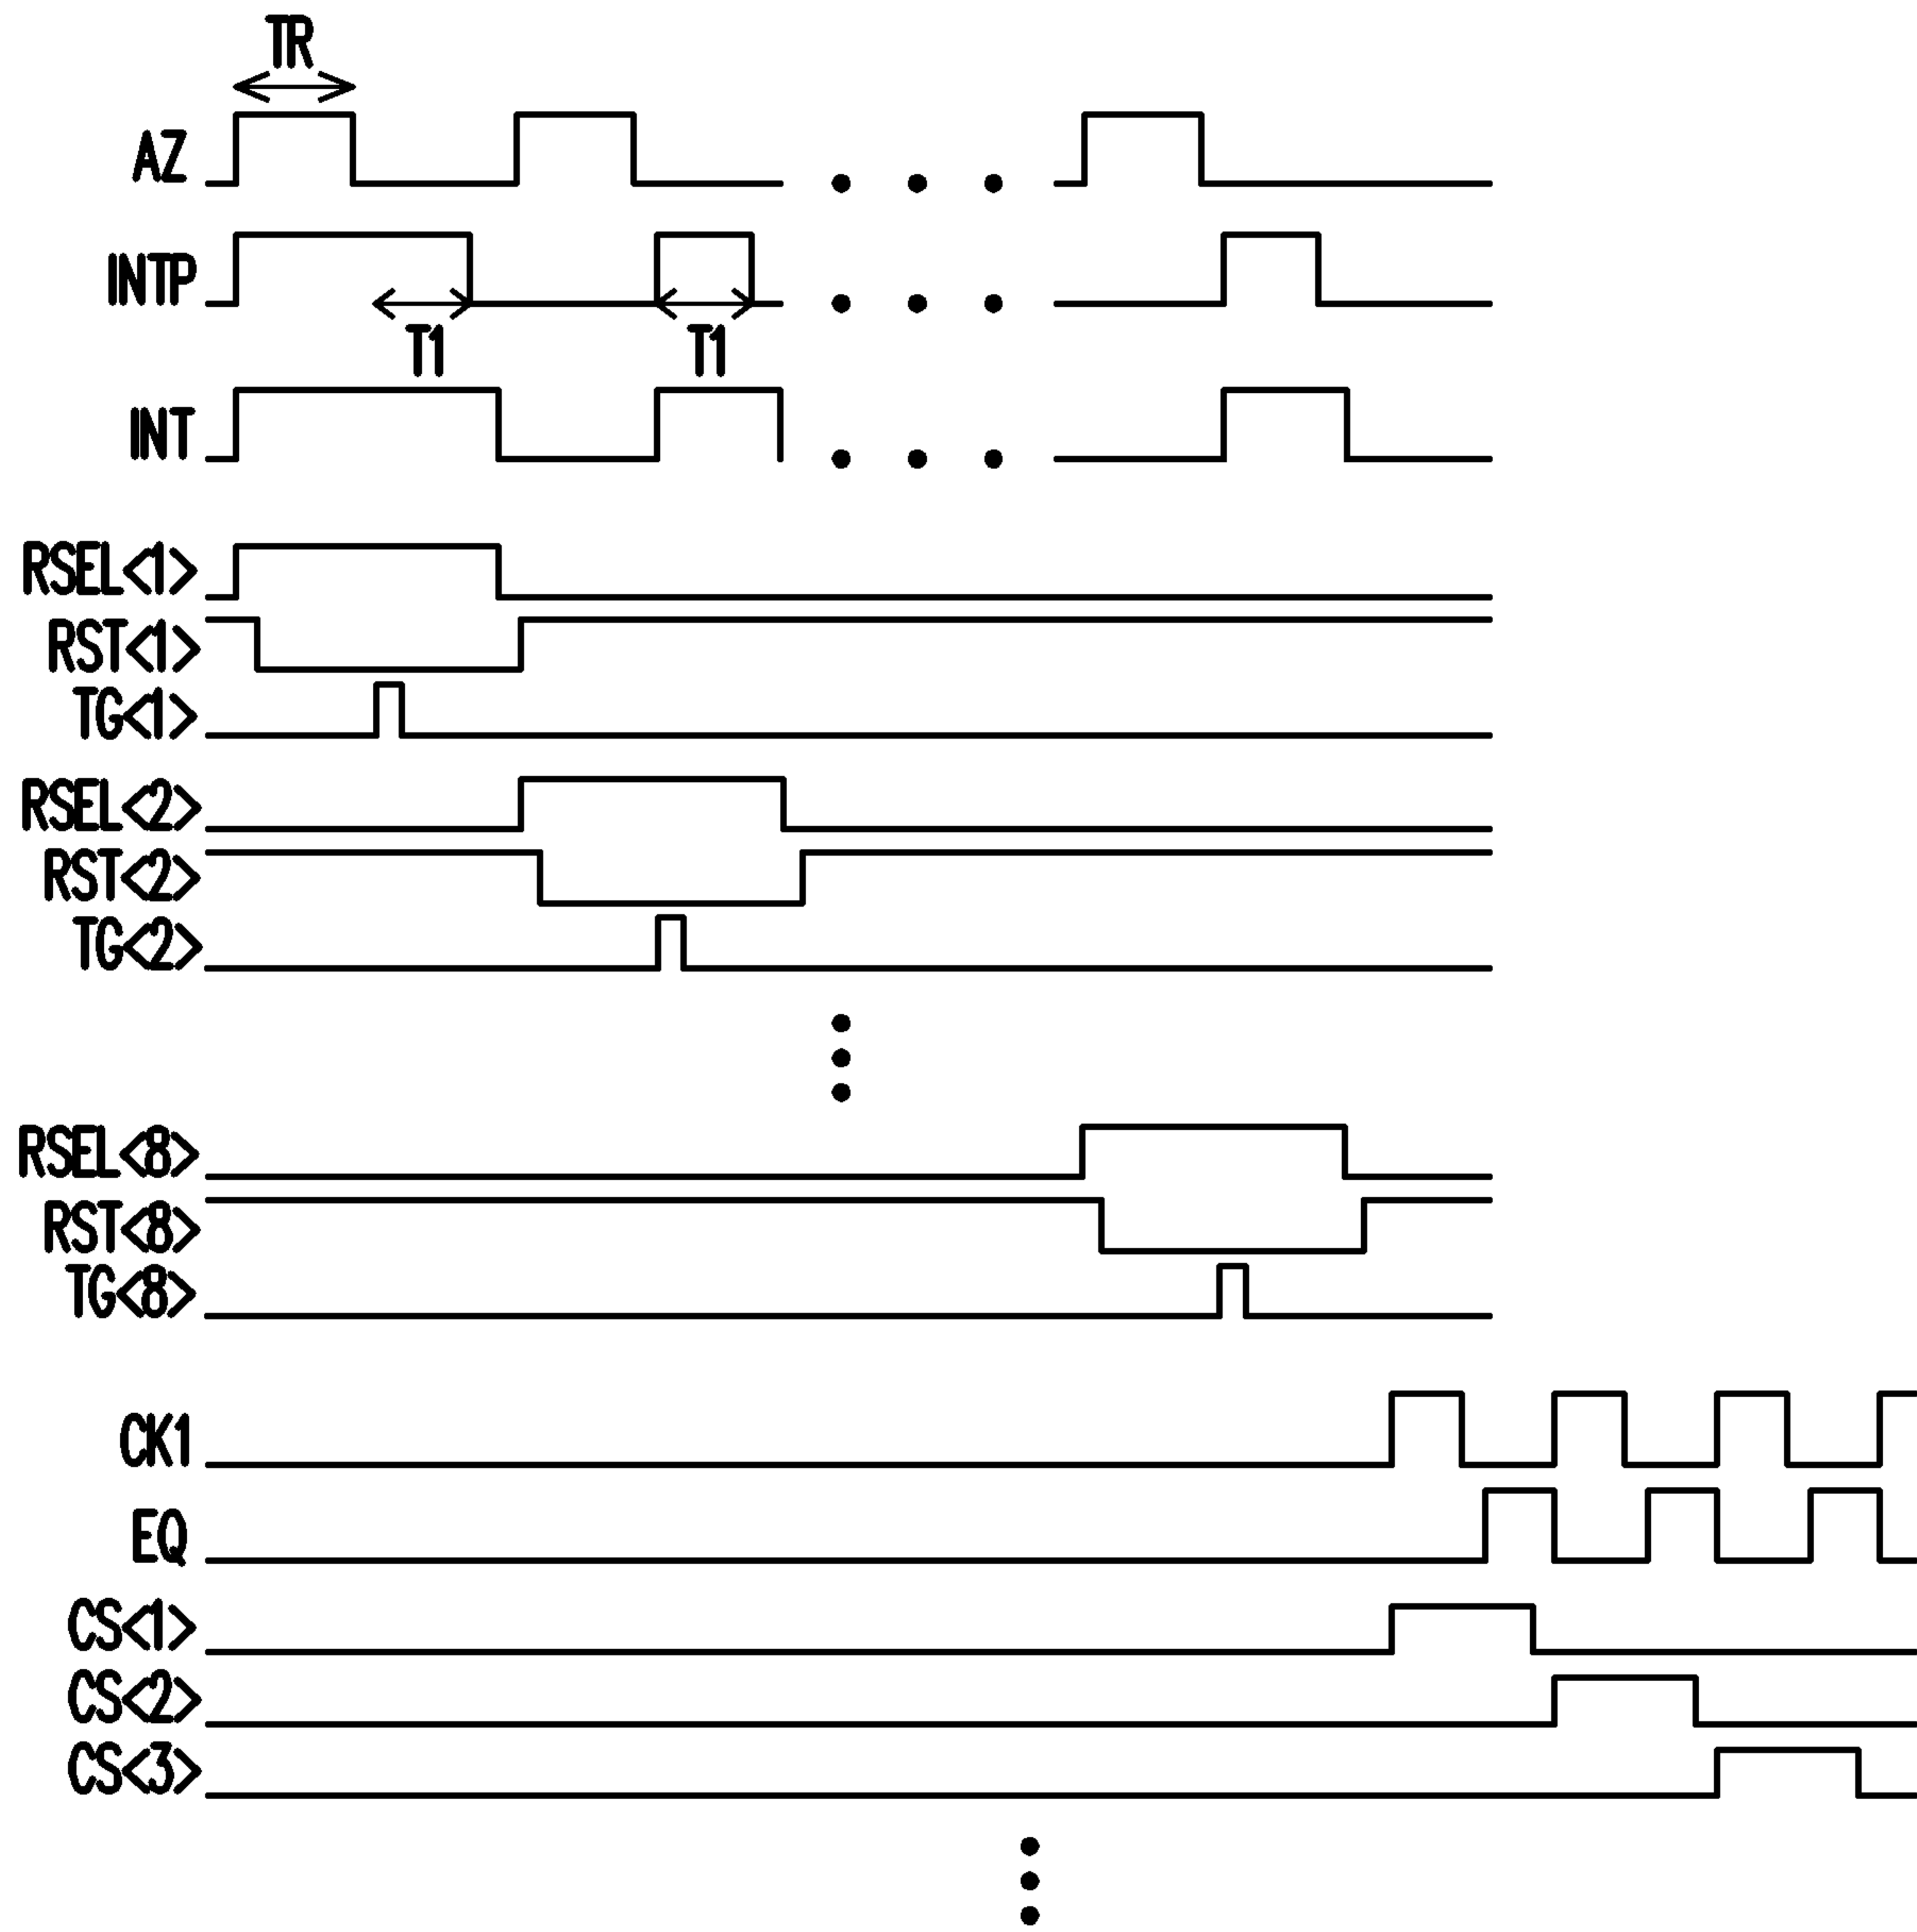 TR
AZ
INTP
T1 T1
INT
RSEL<1>
RST<1>
TG<1>
RSEL<2>
RST<2>
TG<2>
RSEL<8>
RST<8>
TG<8>
CK1
EQ
CS<1>
CS<2>
CS<3>